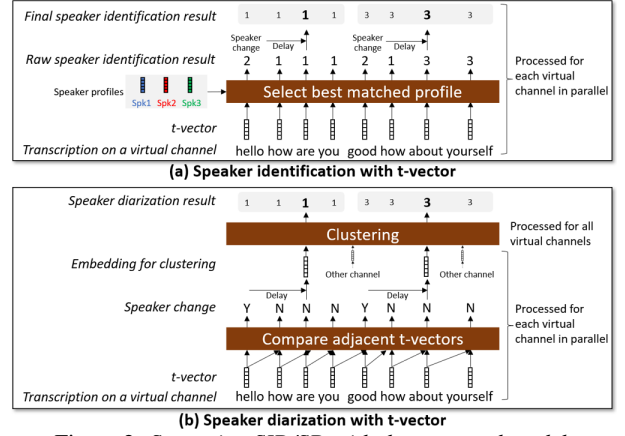 Final speaker identification result 1 1 1 1 3 3 3 3
Speaker change Delay Speaker change Delay
Raw speaker identification result 2 1 1 1 2 1 3 3
Processed for each virtual channel in parallel
Speaker profiles Spk1 Spk2 Spk3
Select best matched profile
t-vector
Transcription on a virtual channel hello how are you good how about yourself
(a) Speaker identification with t-vector
Speaker diarization result 1 1 1 1 3 3 3 3
Clustering
Processed for all virtual channels
Embedding for clustering
Other channel Other channel
Delay Delay
Speaker change Y N N N Y N N N
Processed for each virtual channel in parallel
Compare adjacent t-vectors
t-vector
Transcription on a virtual channel hello how are you good how about yourself
(b) Speaker diarization with t-vector